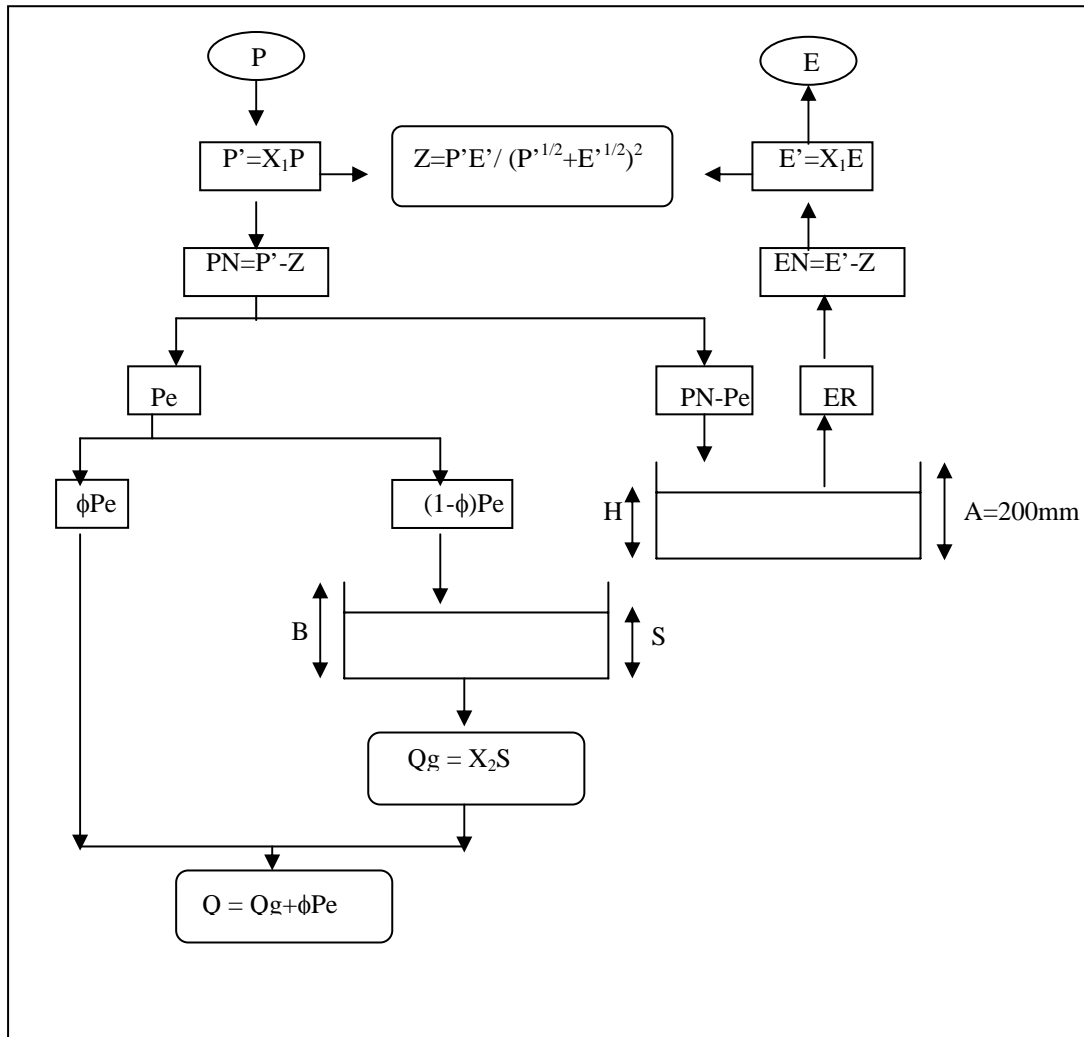 P
E
P’=X₁P
Z=P’E’/ (P’^1/2+E’^1/2)^2
E’=X₁E
PN=P’-Z
EN=E’-Z
Pe
PN-Pe
ER
ϕPe
(1-ϕ)Pe
H
A=200mm
B
S
Qg = X₂S
Q = Qg+ϕPe